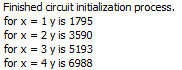 Finished circuit initialization process.
for x = 1 y is 1795
for x = 2 y is 3590
for x = 3 y is 5193
for x = 4 y is 6988